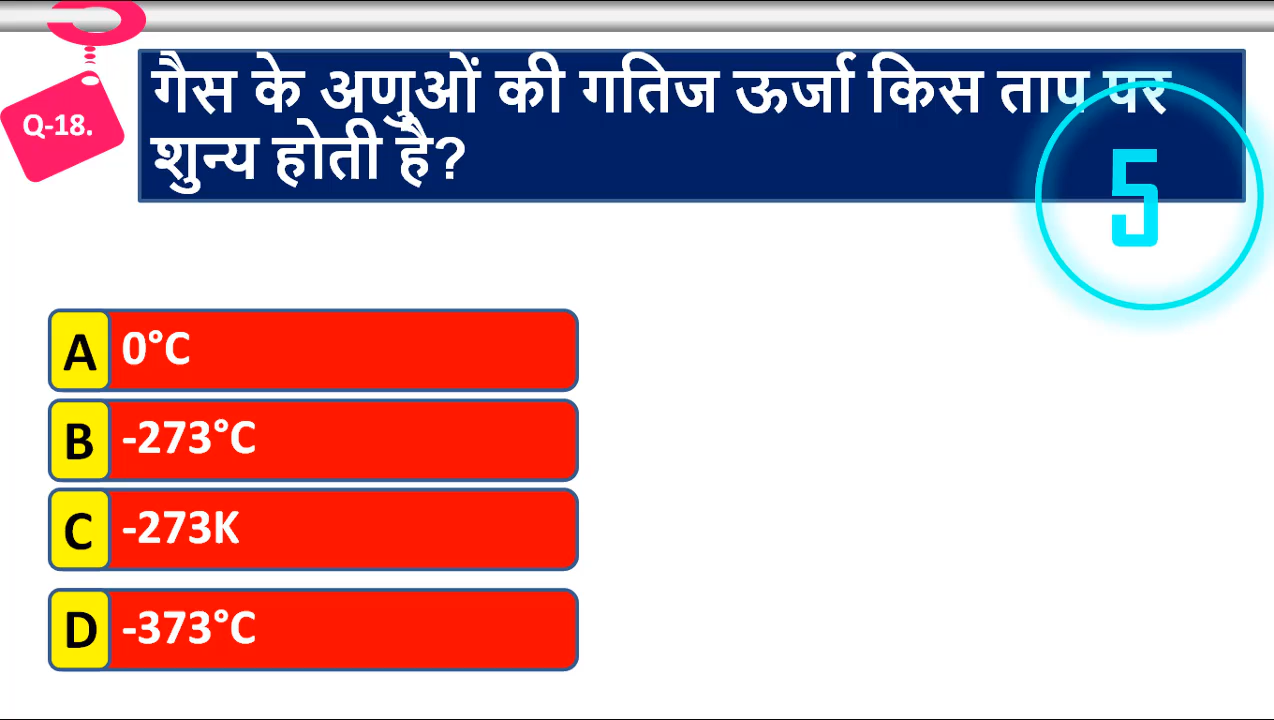 Q-18.
गैस के अणुओं की गतिज ऊर्जा किस ताप पर
शुन्य होती है?
5
A 0°C
B -273°C
C -273K
D -373°C